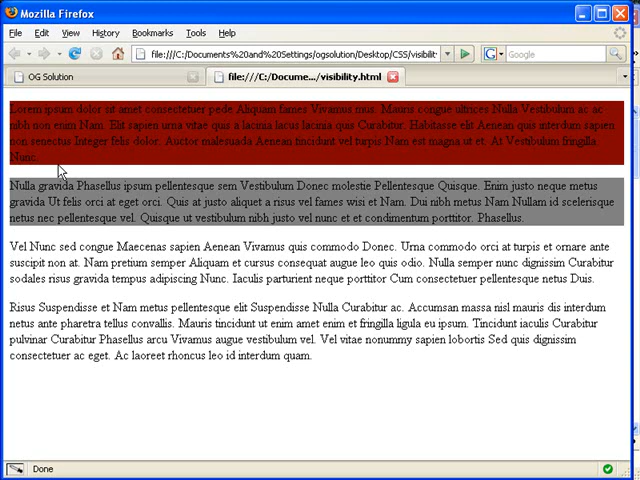 Mozilla Firefox
File Edit View History Bookmarks Tools Help
file:///C:/Documents%20and%20Settings/ogsolution/Desktop/CSS/visibilit
Google
OG Solution
file:///C:/Docume.../visibility.html
Lorem ipsum dolor sit amet consectetuer pede Aliquam fames Vivamus mus. Mauris congue ultrices Nulla Vestibulum ac ac
nibh non enim Nam. Elit sapien urna vitae quis a lacinia lacus lacinia quis Curabitur. Habitasse elit Aenean quis interdum sapien
non senectus Integer felis dolor. Auctor malesuada Aenean tincidunt vel turpis Nam est magna ut et. At Vestibulum fringilla
Nunc.
Nulla gravida Phasellus ipsum pellentesque sem Vestibulum Donec molestie Pellentesque Quisque. Enim justo neque metus
gravida Ut felis orci at eget orci. Quis at justo aliquet a risus vel fames wisi et Nam. Dui nibh metus Nam Nullam id scelerisque
netus nec pellentesque vel. Quisque ut vestibulum nibh justo vel nunc et et condimentum porttitor. Phasellus.
Vel Nunc sed congue Maecenas sapien Aenean Vivamus quis commodo Donec. Urna commodo orci at turpis et ornare ante
suscipit non at. Nam pretium semper Aliquam et cursus consequat augue leo quis odio. Nulla semper nunc dignissim Curabitur
sodales risus gravida tempus adipiscing Nunc. Iaculis parturient neque porttitor Cum consectetuer pellentesque netus Duis.
Risus Suspendisse et Nam metus pellentesque elit Suspendisse Nulla Curabitur ac. Accumsan massa nisl mauris dis interdum
netus ante pharetra tellus convallis. Mauris tincidunt ut enim amet enim et fringilla ligula eu ipsum. Tincidunt iaculis Curabitur
pulvinar Curabitur Phasellus arcu Vivamus augue vestibulum vel. Vel vitae nonummy sapien lobortis Sed quis dignissim
consectetuer ac eget. Ac laoreet rhoncus leo id interdum quam.
Done